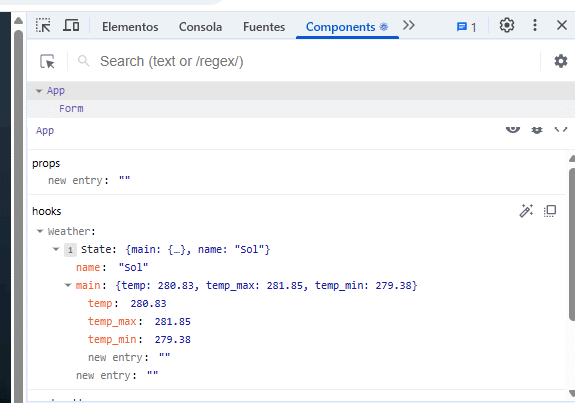 Elementos Consola Fuentes Components 1
Search (text or /regex/)
App
Form
App
props
new entry: ""
hooks
Weather:
1 State: {main: {…}, name: "Sol"}
name: "Sol"
main: {temp: 280.83, temp_max: 281.85, temp_min: 279.38}
temp: 280.83
temp_max: 281.85
temp_min: 279.38
new entry: ""
new entry: ""